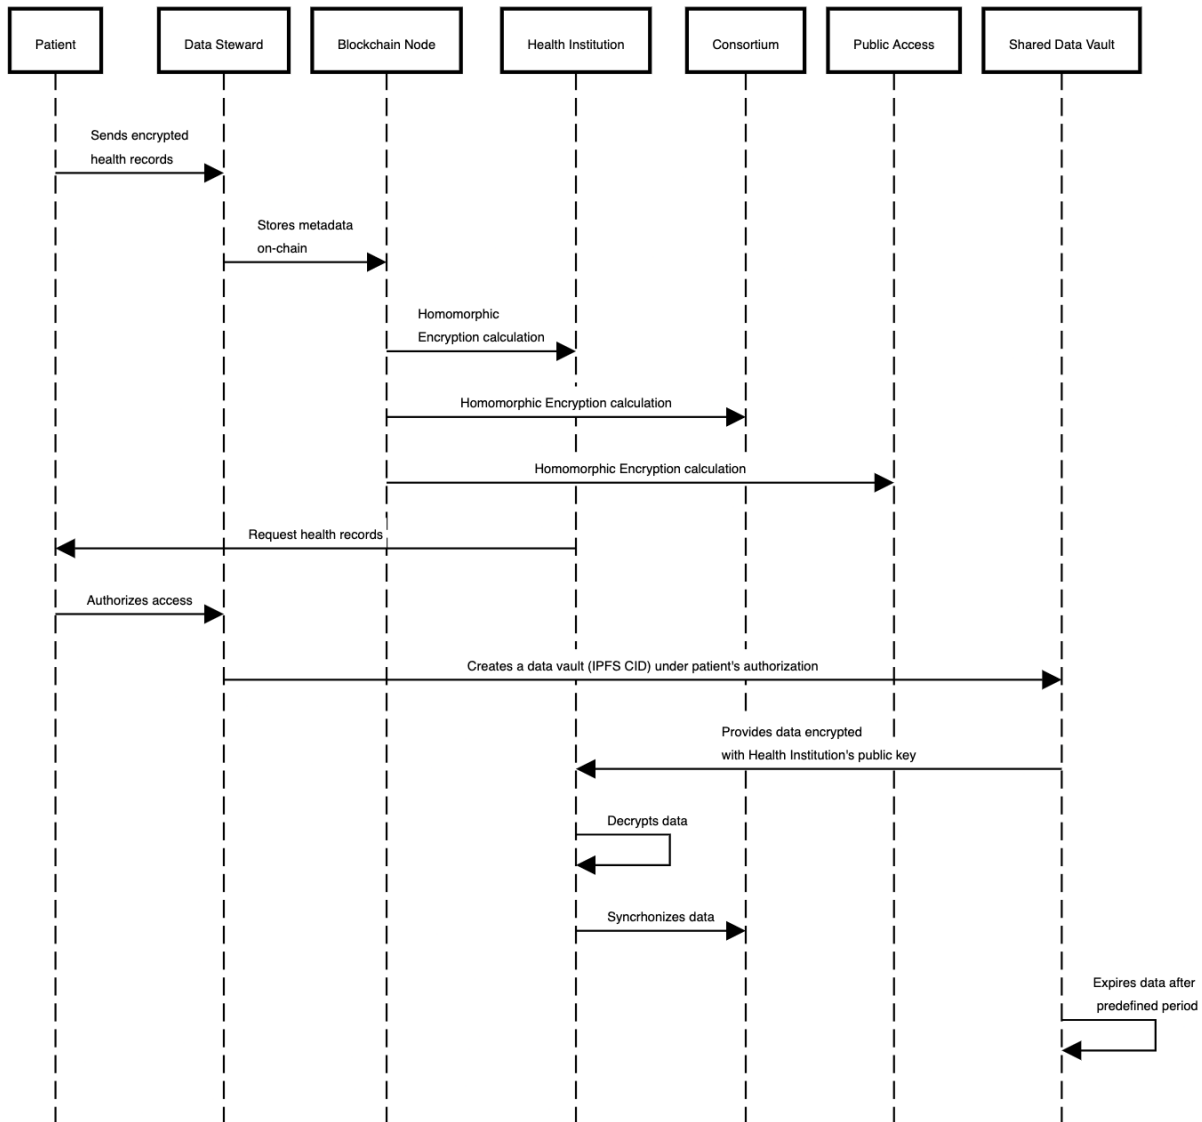 Patient
Data Steward
Blockchain Node
Health Institution
Consortium
Public Access
Shared Data Vault
Sends encrypted
health records
Stores metadata
on-chain
Homomorphic
Encryption calculation
Homomorphic Encryption calculation
Homomorphic Encryption calculation
Request health records
Authorizes access
Creates a data vault (IPFS CID) under patient's authorization
Provides data encrypted
with Health Institution's public key
Decrypts data
Syncrhonizes data
Expires data after
predefined period